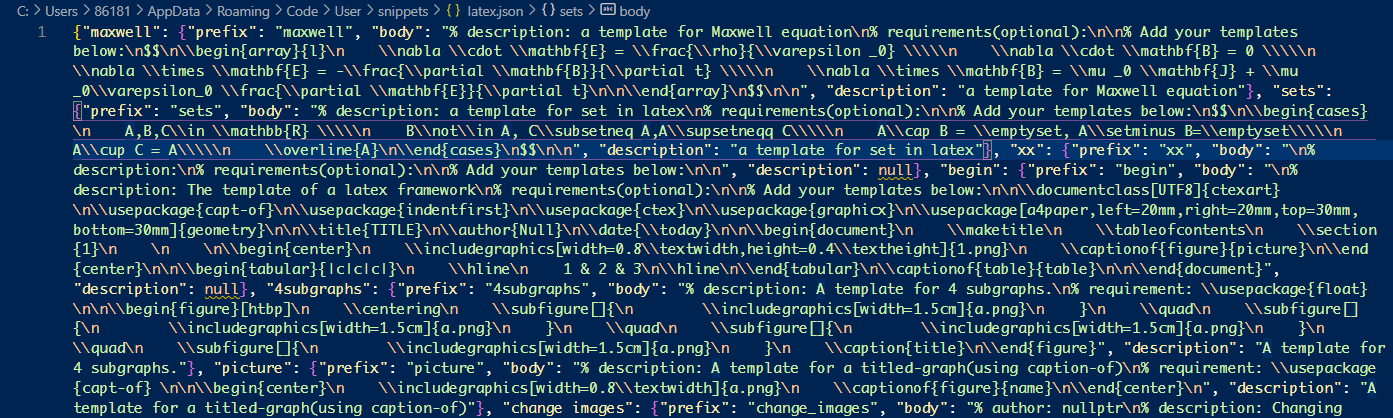 C: > Users > 86181 > AppData > Roaming > Code > User > snippets > {} latex.json > {} sets > abc body
1 {"maxwell": {"prefix": "maxwell", "body": "% description: a template for Maxwell equation\n% requirements(optional):\n\n% Add your templates
below:\n$$\n\\begin{array}{l}\n    \\nabla \\cdot \\mathbf{E} = \\frac{\\rho}{\\varepsilon _0} \\\\\n    \\nabla \\cdot \\mathbf{B} = 0 \\\\\n
\\nabla \\times \\mathbf{E} = -\\frac{\\partial \\mathbf{B}}{\\partial t} \\\\\n    \\nabla \\times \\mathbf{B} = \\mu _0 \\mathbf{J} + \\mu
_0\\varepsilon_0 \\frac{\\partial \\mathbf{E}}{\\partial t}\n\n\\end{array}\n$$\n\n", "description": "a template for Maxwell equation"}, "sets":
{"prefix": "sets", "body": "% description: a template for set in latex\n% requirements(optional):\n\n% Add your templates below:\n$$\n\\begin{cases}
\n    A,B,C\\in \\mathbb{R} \\\\\n    B\\not\\in A, C\\subsetneq A,A\\supsetneqq C\\\\\n    A\\cap B = \\emptyset, A\\setminus B=\\emptyset\\\\\n
A\\cup C = A\\\\\n    \\overline{A}\n\\end{cases}\n$$\n\n", "description": "a template for set in latex"}, "xx": {"prefix": "xx", "body": "\n%
description:\n% requirements(optional):\n\n% Add your templates below:\n\n", "description": null}, "begin": {"prefix": "begin", "body": "\n%
description: The template of a latex framework\n% requirements(optional):\n\n% Add your templates below:\n\n\\documentclass[UTF8]{ctexart}
\n\\usepackage{capt-of}\n\\usepackage{indentfirst}\n\\usepackage{ctex}\n\\usepackage{graphicx}\n\\usepackage[a4paper,left=20mm,right=20mm,top=30mm,
bottom=30mm]{geometry}\n\n\\title{TITLE}\n\\author{Null}\n\\date{\\today}\n\n\\begin{document}\n    \\maketitle\n    \\tableofcontents\n    \\section
{1}\n    \n    \n\\begin{center}\n    \\includegraphics[width=0.8\\textwidth,height=0.4\\textheight]{1.png}\n    \\captionof{figure}{picture}\n\\end
{center}\n\n\\begin{tabular}{|c|c|c|}\n    \\hline\n    1 & 2 & 3\n\\hline\n\\end{tabular}\n\\captionof{table}{table}\n\n\\end{document}",
"description": null}, "4subgraphs": {"prefix": "4subgraphs", "body": "% description: A template for 4 subgraphs.\n% requirement: \\usepackage{float}
\n\n\\begin{figure}[htbp]\n    \\centering\n    \\subfigure[]{\n        \\includegraphics[width=1.5cm]{a.png}\n    }\n    \\quad\n    \\subfigure[]
{\n        \\includegraphics[width=1.5cm]{a.png}\n    }\n    \\quad\n    \\subfigure[]{\n        \\includegraphics[width=1.5cm]{a.png}\n    }\n
\\quad\n    \\subfigure[]{\n        \\includegraphics[width=1.5cm]{a.png}\n    }\n    \\caption{title}\n\\end{figure}", "description": "A template for
4 subgraphs."}, "picture": {"prefix": "picture", "body": "% description: A template for a titled-graph(using caption-of)\n% requirement: \\usepackage
{capt-of} \n\n\\begin{center}\n    \\includegraphics[width=0.8\\textwidth]{a.png}\n    \\captionof{figure}{name}\n\\end{center}\n", "description": "A
template for a titled-graph(using caption-of)"}, "change images": {"prefix": "change_images", "body": "% author: nullptr\n% description: Changing